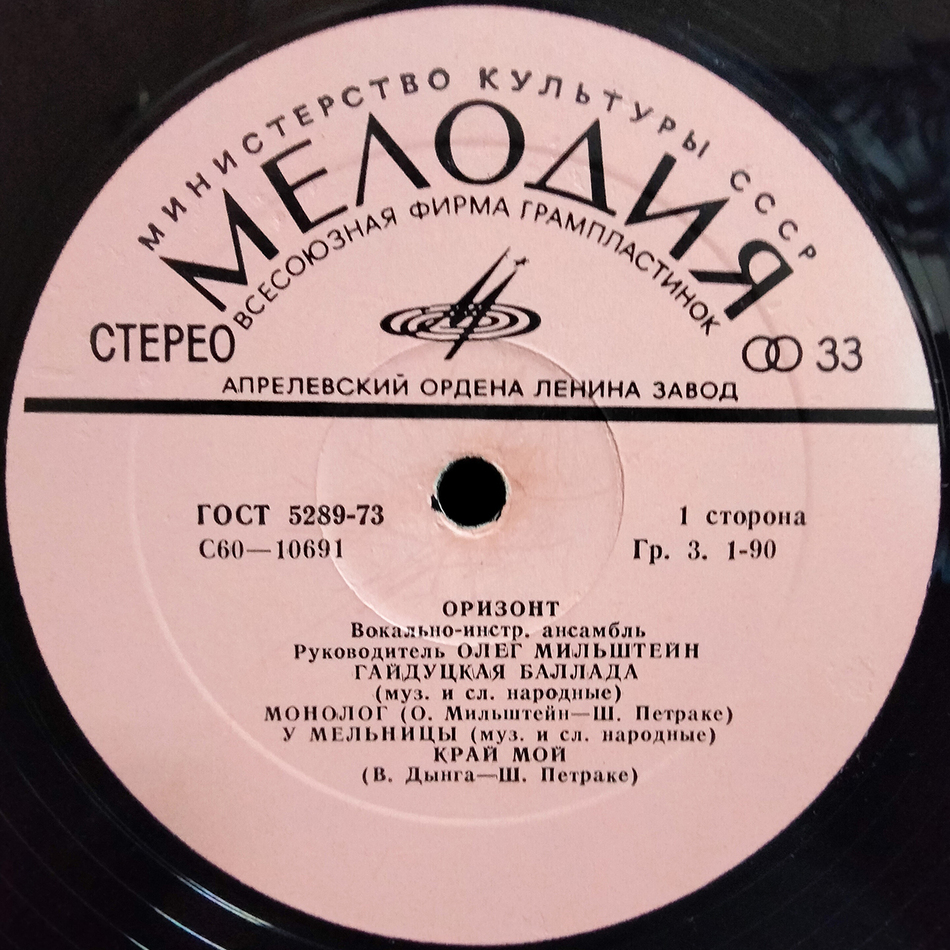 МИНИСТЕРСТВО КУЛЬТУРЫ СССР
МЕЛОДИЯ
ВСЕСОЮЗНАЯ ФИРМА ГРАМПЛАСТИНОК
СТЕРЕО
33
АПРЕЛЕВСКИЙ ОРДЕНА ЛЕНИНА ЗАВОД
ГОСТ 5289-73
1 сторона
С60—10691
Гр. 3. 1-90
ОРИЗОНТ
Вокально-инстр. ансамбль
Руководитель ОЛЕГ МИЛЬШТЕЙН
ГАЙДУЦКАЯ БАЛЛАДА
(муз. и сл. народные)
МОНОЛОГ (О. Мильштейн—Ш. Петраке)
У МЕЛЬНИЦЫ (муз. и сл. народные)
КРАЙ МОЙ
(В. Дынга—Ш. Петраке)